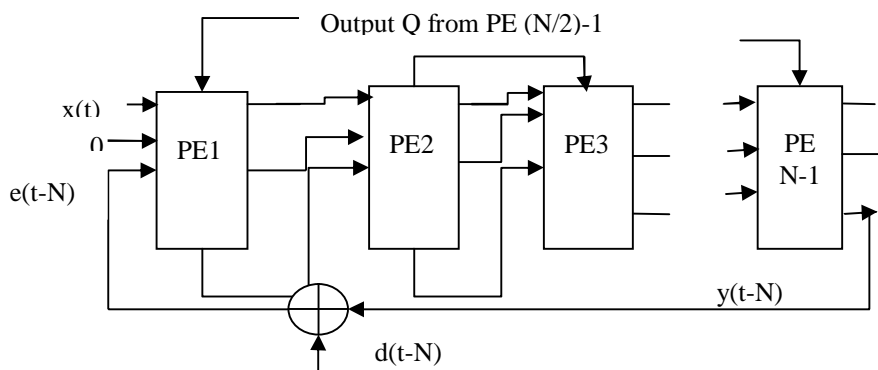 Output Q from PE (N/2)-1
x(t)
0
e(t-N)
PE1
PE2
PE3
PE
N-1
y(t-N)
d(t-N)